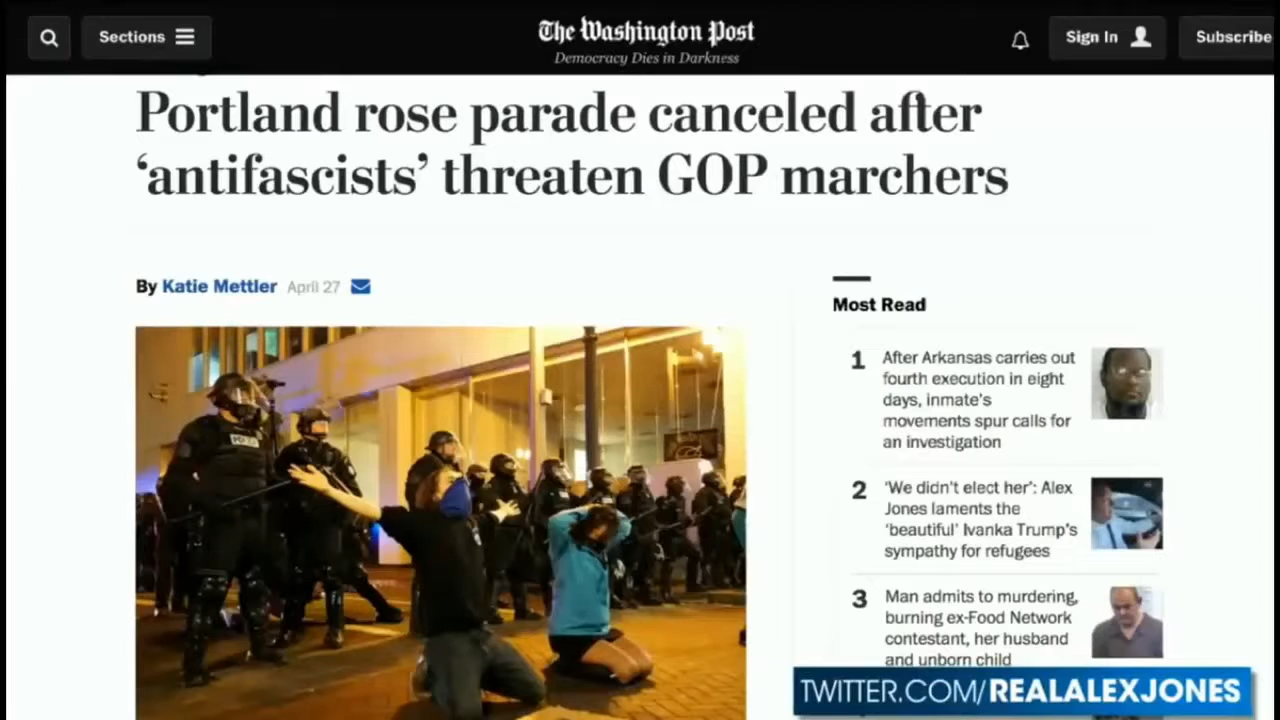 Sections
The Washington Post
Democracy Dies in Darkness
Sign In
Subscribe
Portland rose parade canceled after
‘antifascists’ threaten GOP marchers
By Katie Mettler April 27
Most Read
1 After Arkansas carries out
fourth execution in eight
days, inmate’s
movements spur calls for
an investigation
2 ‘We didn’t elect her’: Alex
Jones laments the
‘beautiful’ Ivanka Trump’s
sympathy for refugees
3 Man admits to murdering,
burning ex-Food Network
contestant, her husband
and unborn child
TWITTER.COM/REALALEXJONES